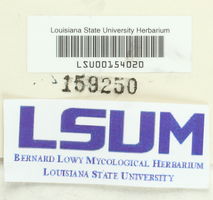 Louisiana State University Herbarium
LSU00154020
159250
LSUM
BERNARD LOWY MYCOLOGICAL HERBARIUM
LOUISIANA STATE UNIVERSITY